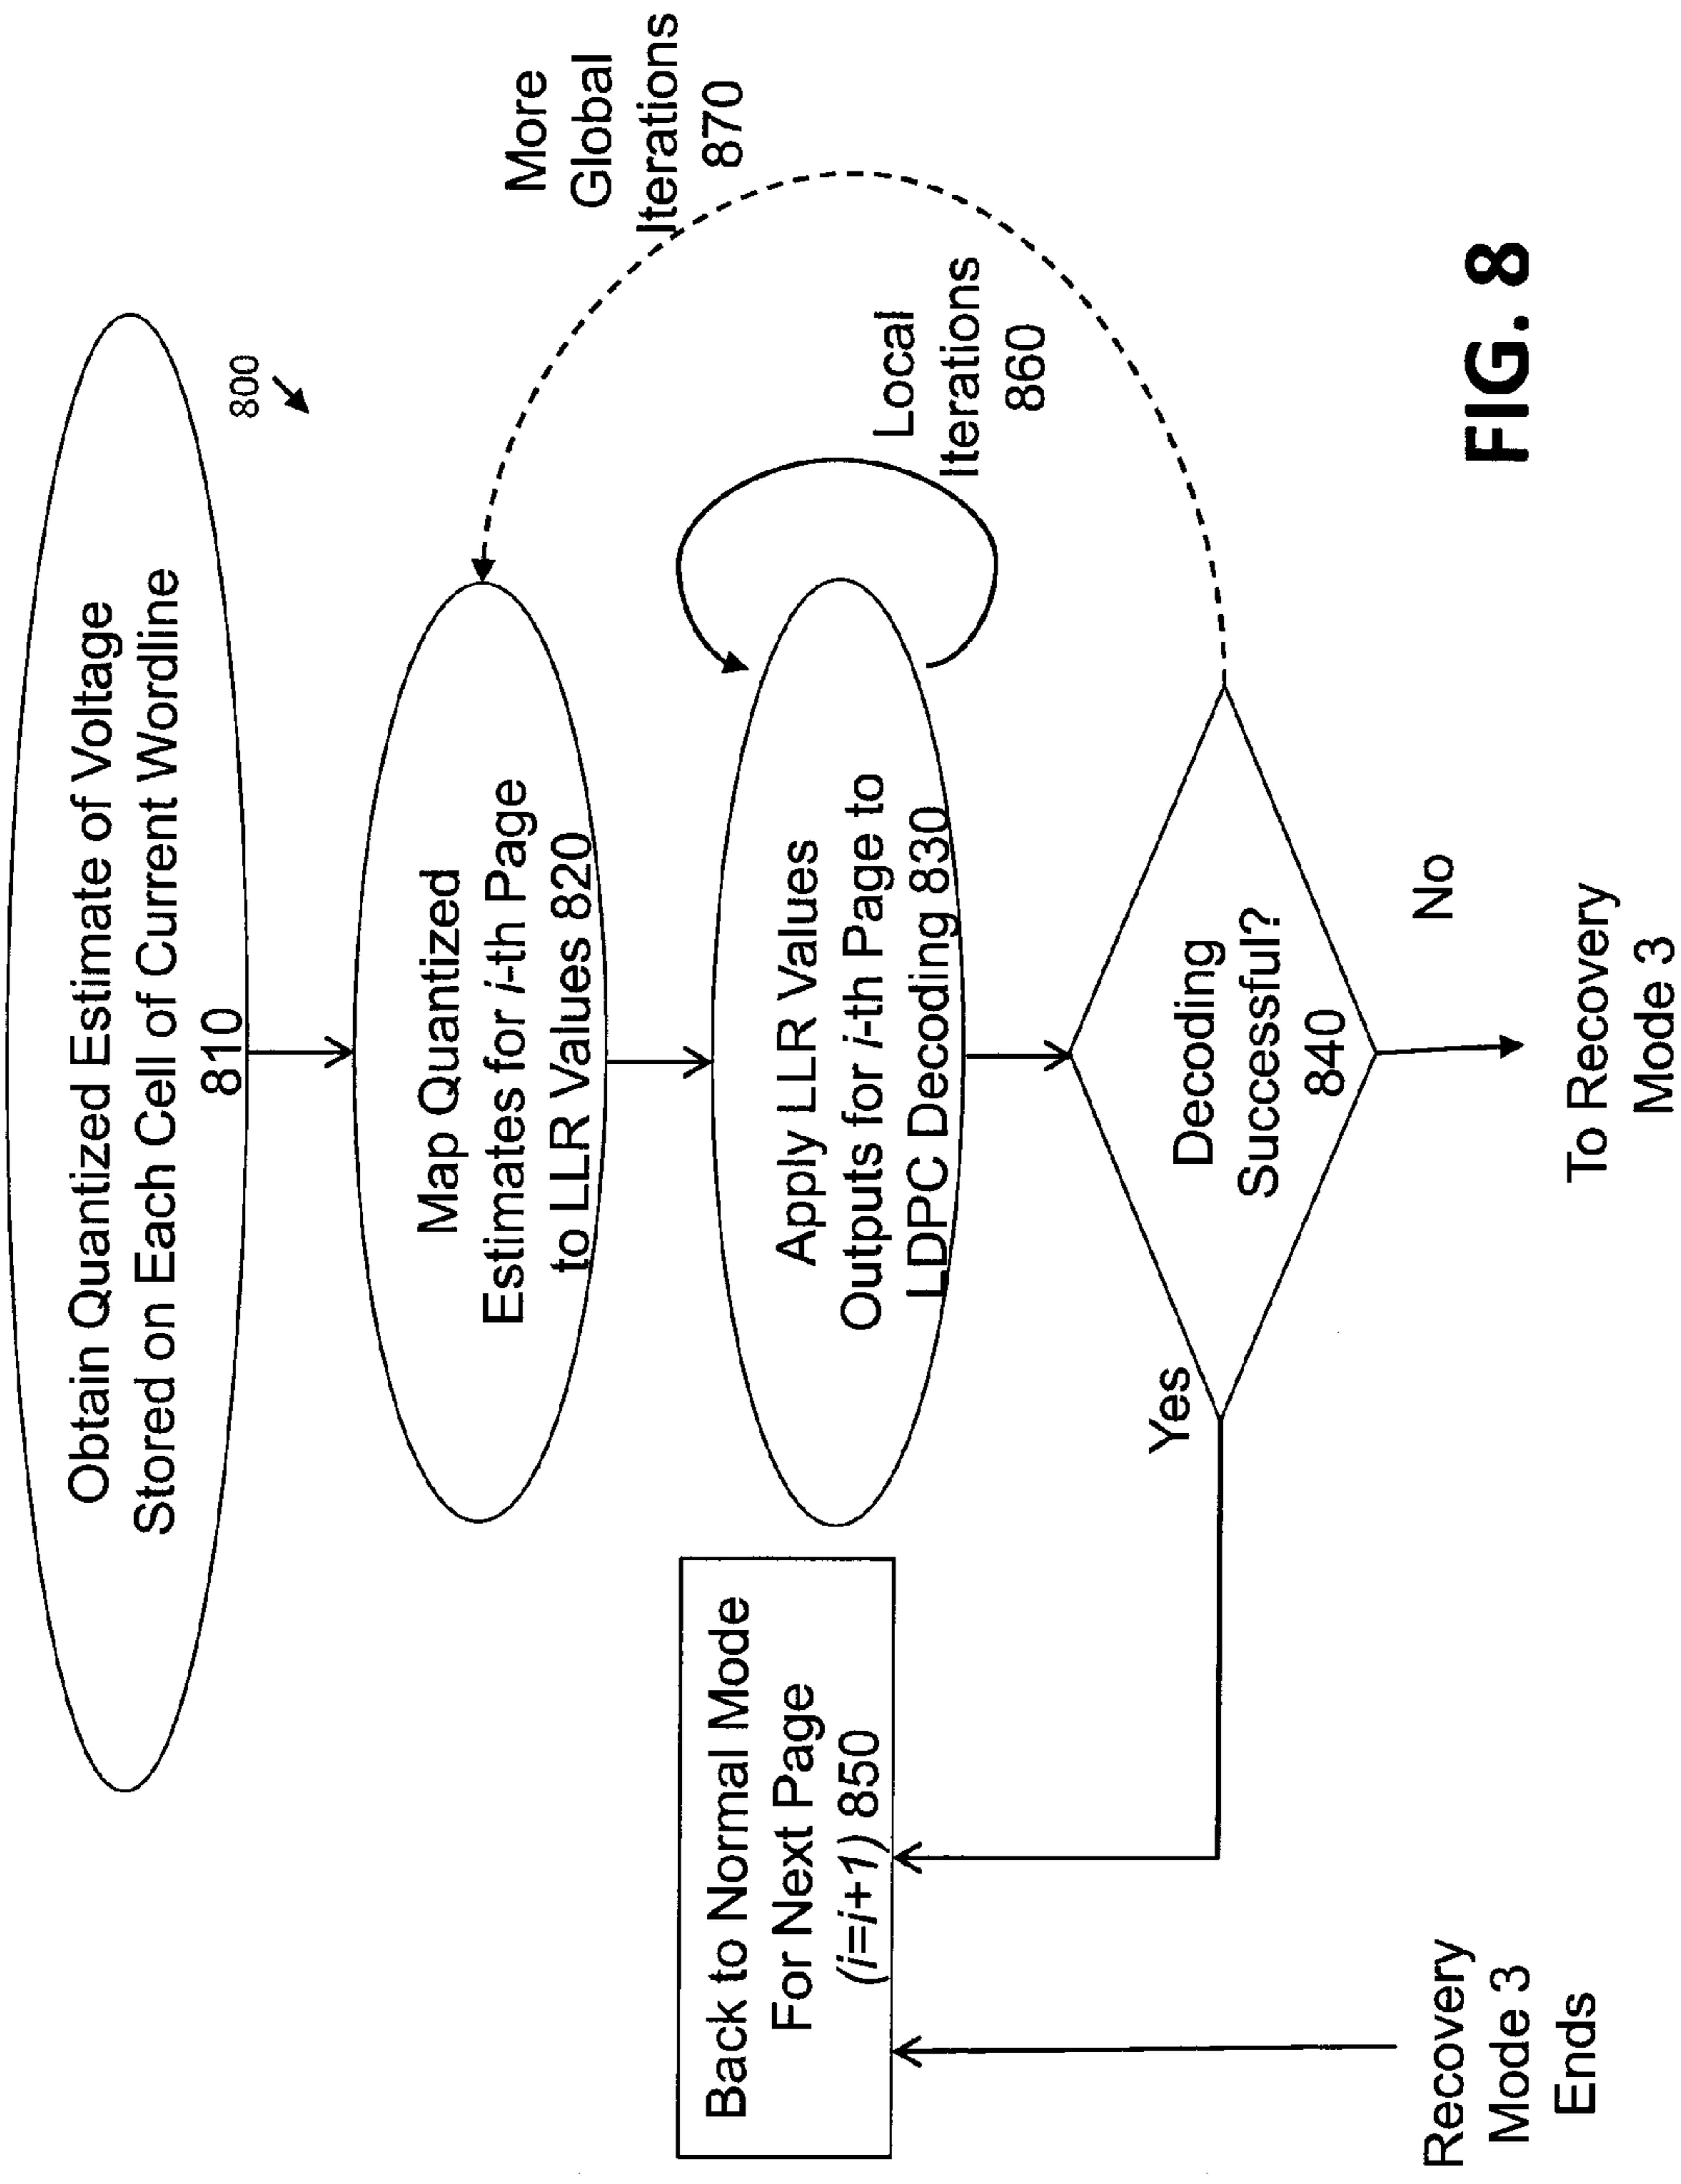 Obtain Quantized Estimate of Voltage
Stored on Each Cell of Current Wordline
810
800
Map Quantized
Estimates for i-th Page
to LLR Values 820
More
Global
Iterations
870
Apply LLR Values
Outputs for i-th Page to
LDPC Decoding 830
Local
Iterations
860
Back to Normal Mode
For Next Page
(i=i+1) 850
Yes
Decoding
Successful?
840
No
To Recovery
Mode 3
Recovery
Mode 3
Ends
FIG. 8